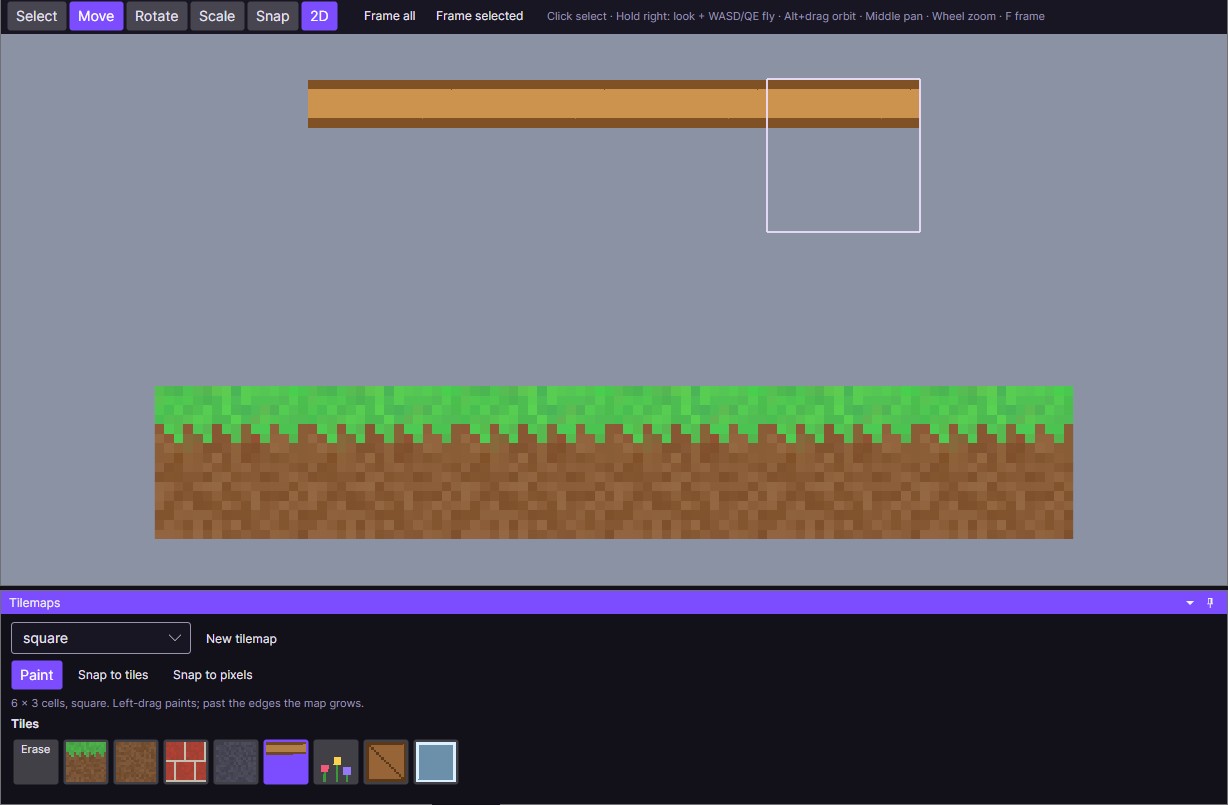 Select Move Rotate Scale Snap 2D Frame all Frame selected Click select · Hold right: look + WASD/QE fly · Alt+drag orbit · Middle pan · Wheel zoom · F frame
Tilemaps
square New tilemap
Paint Snap to tiles Snap to pixels
6 × 3 cells, square. Left-drag paints; past the edges the map grows.
Tiles
Erase